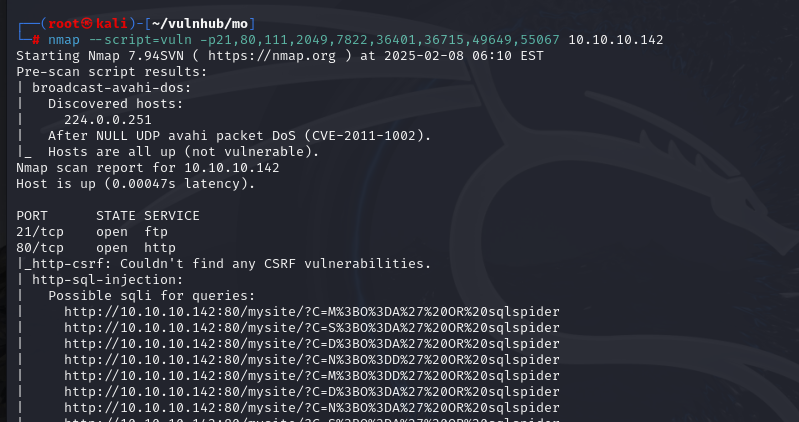 ┌──(root㉿kali)-[~/vulnhub/mo]
└─# nmap --script=vuln -p21,80,111,2049,7822,36401,36715,49649,55067 10.10.10.142
Starting Nmap 7.94SVN ( https://nmap.org ) at 2025-02-08 06:10 EST
Pre-scan script results:
| broadcast-avahi-dos:
|   Discovered hosts:
|     224.0.0.251
|   After NULL UDP avahi packet DoS (CVE-2011-1002).
|_  Hosts are all up (not vulnerable).
Nmap scan report for 10.10.10.142
Host is up (0.00047s latency).

PORT      STATE SERVICE
21/tcp    open  ftp
80/tcp    open  http
|_http-csrf: Couldn't find any CSRF vulnerabilities.
| http-sql-injection:
|   Possible sqli for queries:
|     http://10.10.10.142:80/mysite/?C=M%3BO%3DA%27%20OR%20sqlspider
|     http://10.10.10.142:80/mysite/?C=S%3BO%3DA%27%20OR%20sqlspider
|     http://10.10.10.142:80/mysite/?C=D%3BO%3DA%27%20OR%20sqlspider
|     http://10.10.10.142:80/mysite/?C=N%3BO%3DD%27%20OR%20sqlspider
|     http://10.10.10.142:80/mysite/?C=M%3BO%3DD%27%20OR%20sqlspider
|     http://10.10.10.142:80/mysite/?C=D%3BO%3DA%27%20OR%20sqlspider
|     http://10.10.10.142:80/mysite/?C=N%3BO%3DA%27%20OR%20sqlspider